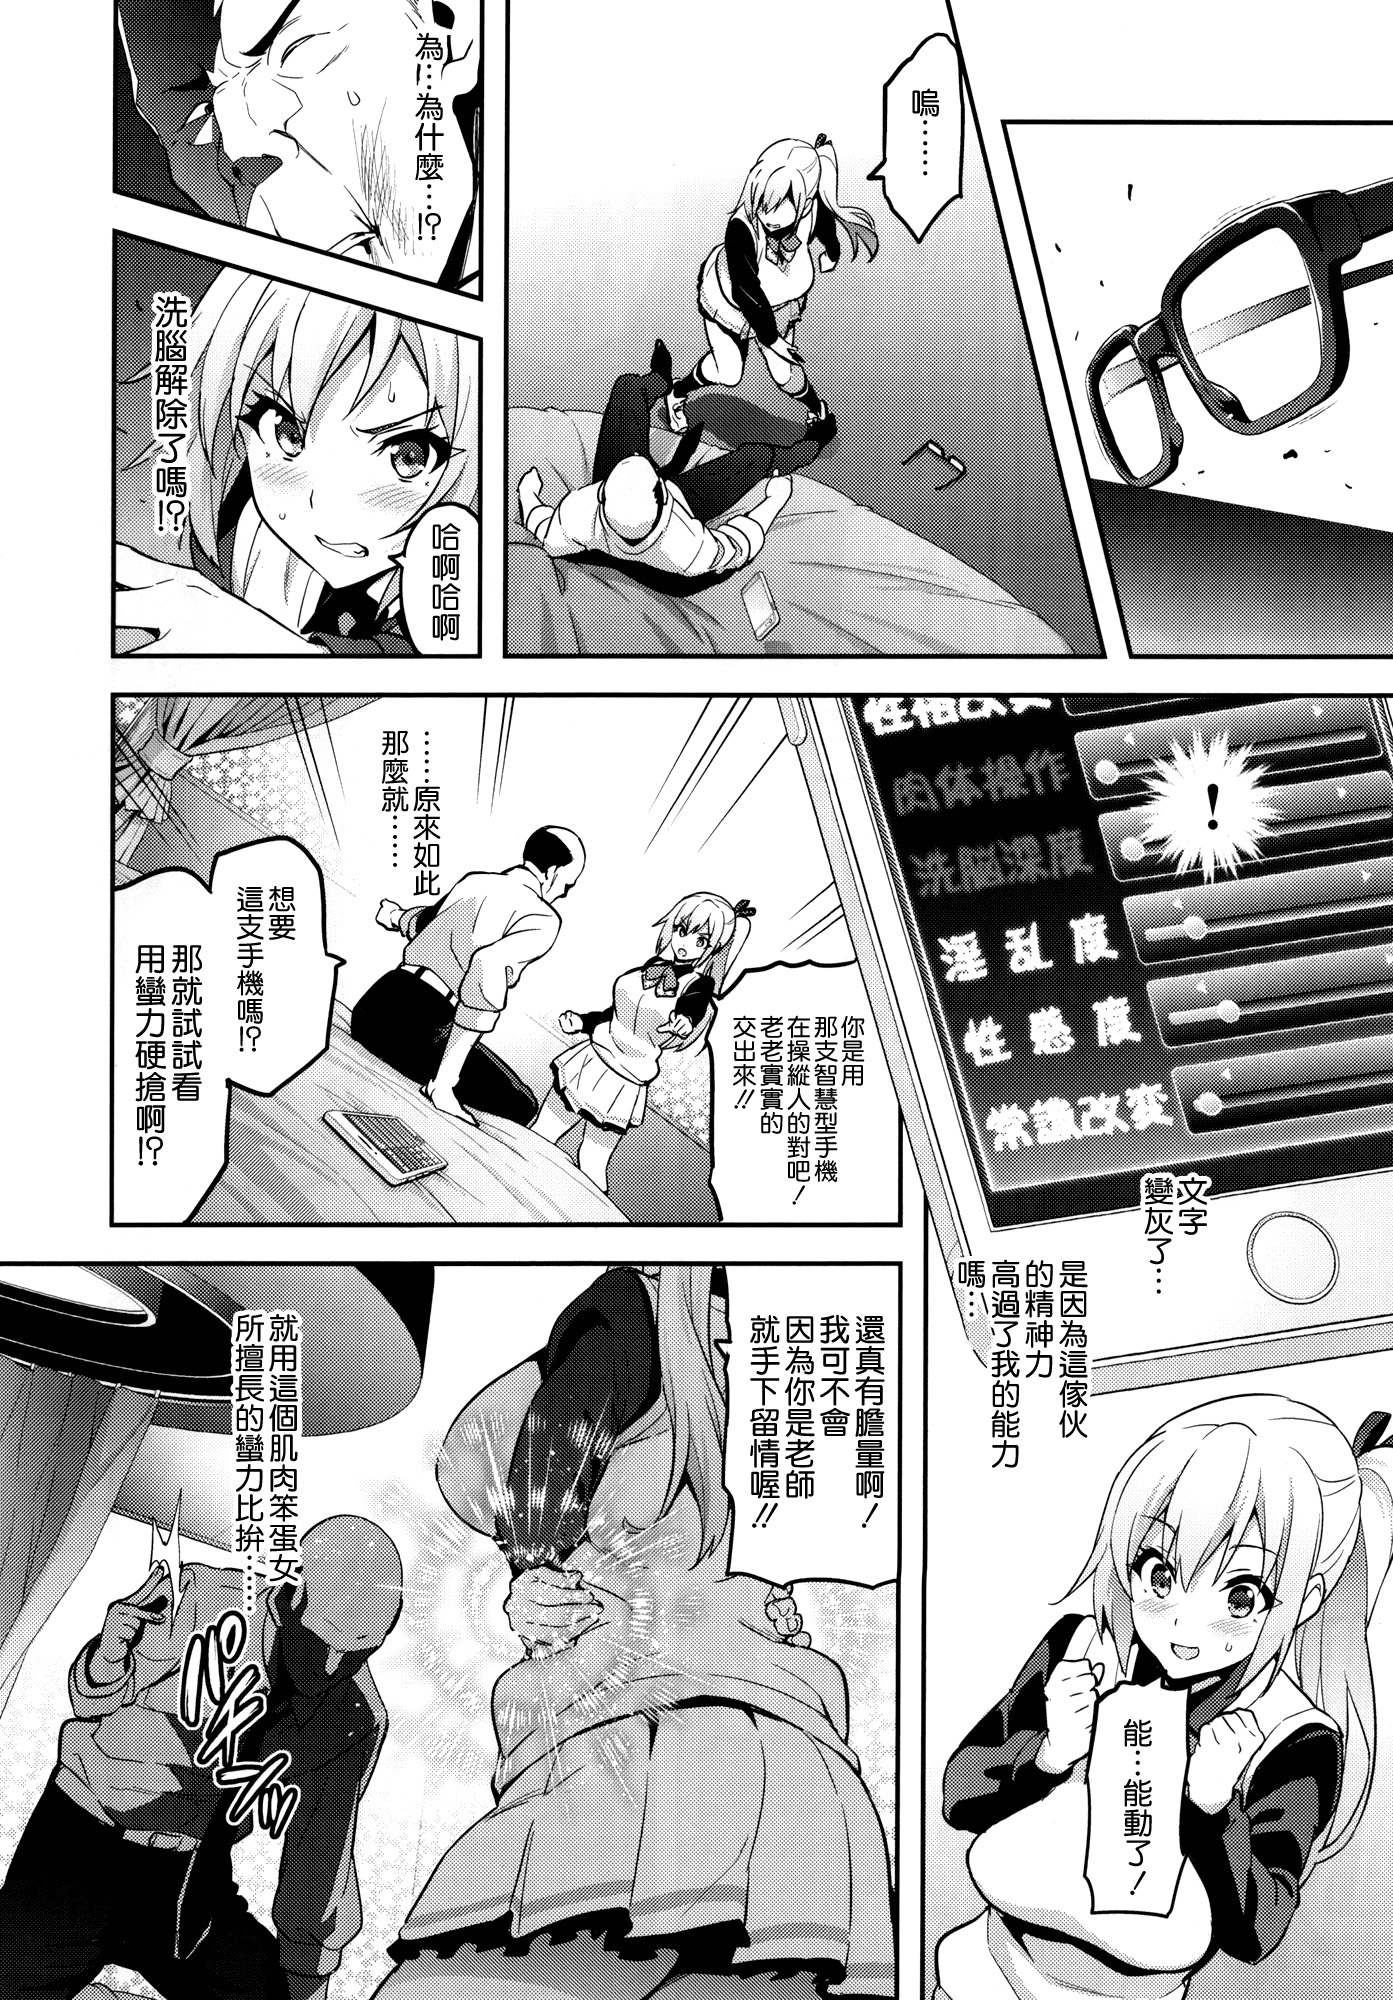 嗚……
為…為什麼…!?
洗腦解除了嗎!?
哈啊哈啊
性格改変
肉体操作
洗脳深度
淫乱度
性感度
常識改変
!
文字
變灰了…
是因為這傢伙
的精神力
高過了我的能力
嗎…
能…能動了!
你是用
那支智慧型手機
在操縱人的對吧!
老老實實的
交出來!!
……原來如此
那麼就……
想要
這支手機嗎!?
那就試試看
用蠻力硬搶啊!?
還真有膽量啊!
我可不會
因為你是老師
就手下留情喔!!
就用這個肌肉笨蛋女
所擅長的蠻力比拚……
パキッ